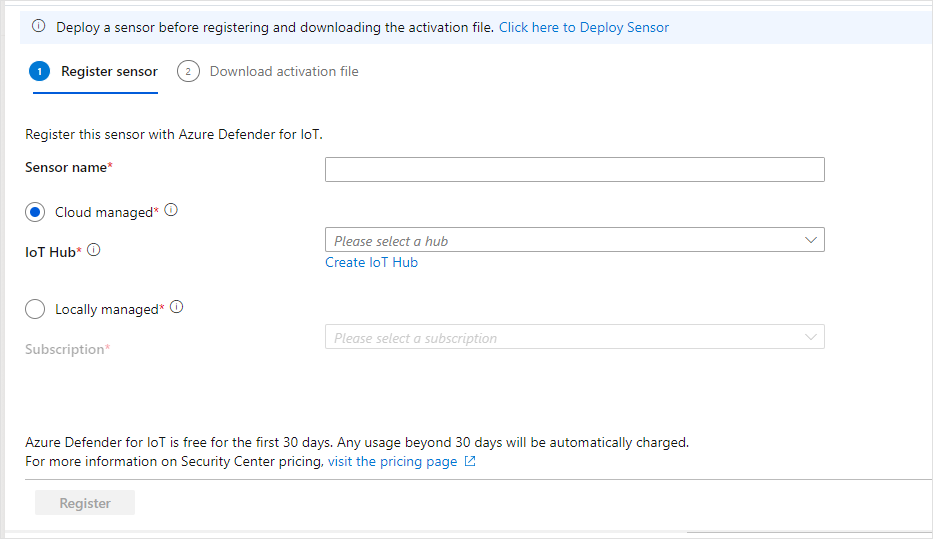 Deploy a sensor before registering and downloading the activation file. Click here to Deploy Sensor
1 Register sensor 2 Download activation file
Register this sensor with Azure Defender for IoT.
Sensor name*
Cloud managed*
IoT Hub* Please select a hub
Create IoT Hub
Locally managed*
Subscription* Please select a subscription
Azure Defender for IoT is free for the first 30 days. Any usage beyond 30 days will be automatically charged.
For more information on Security Center pricing, visit the pricing page
Register